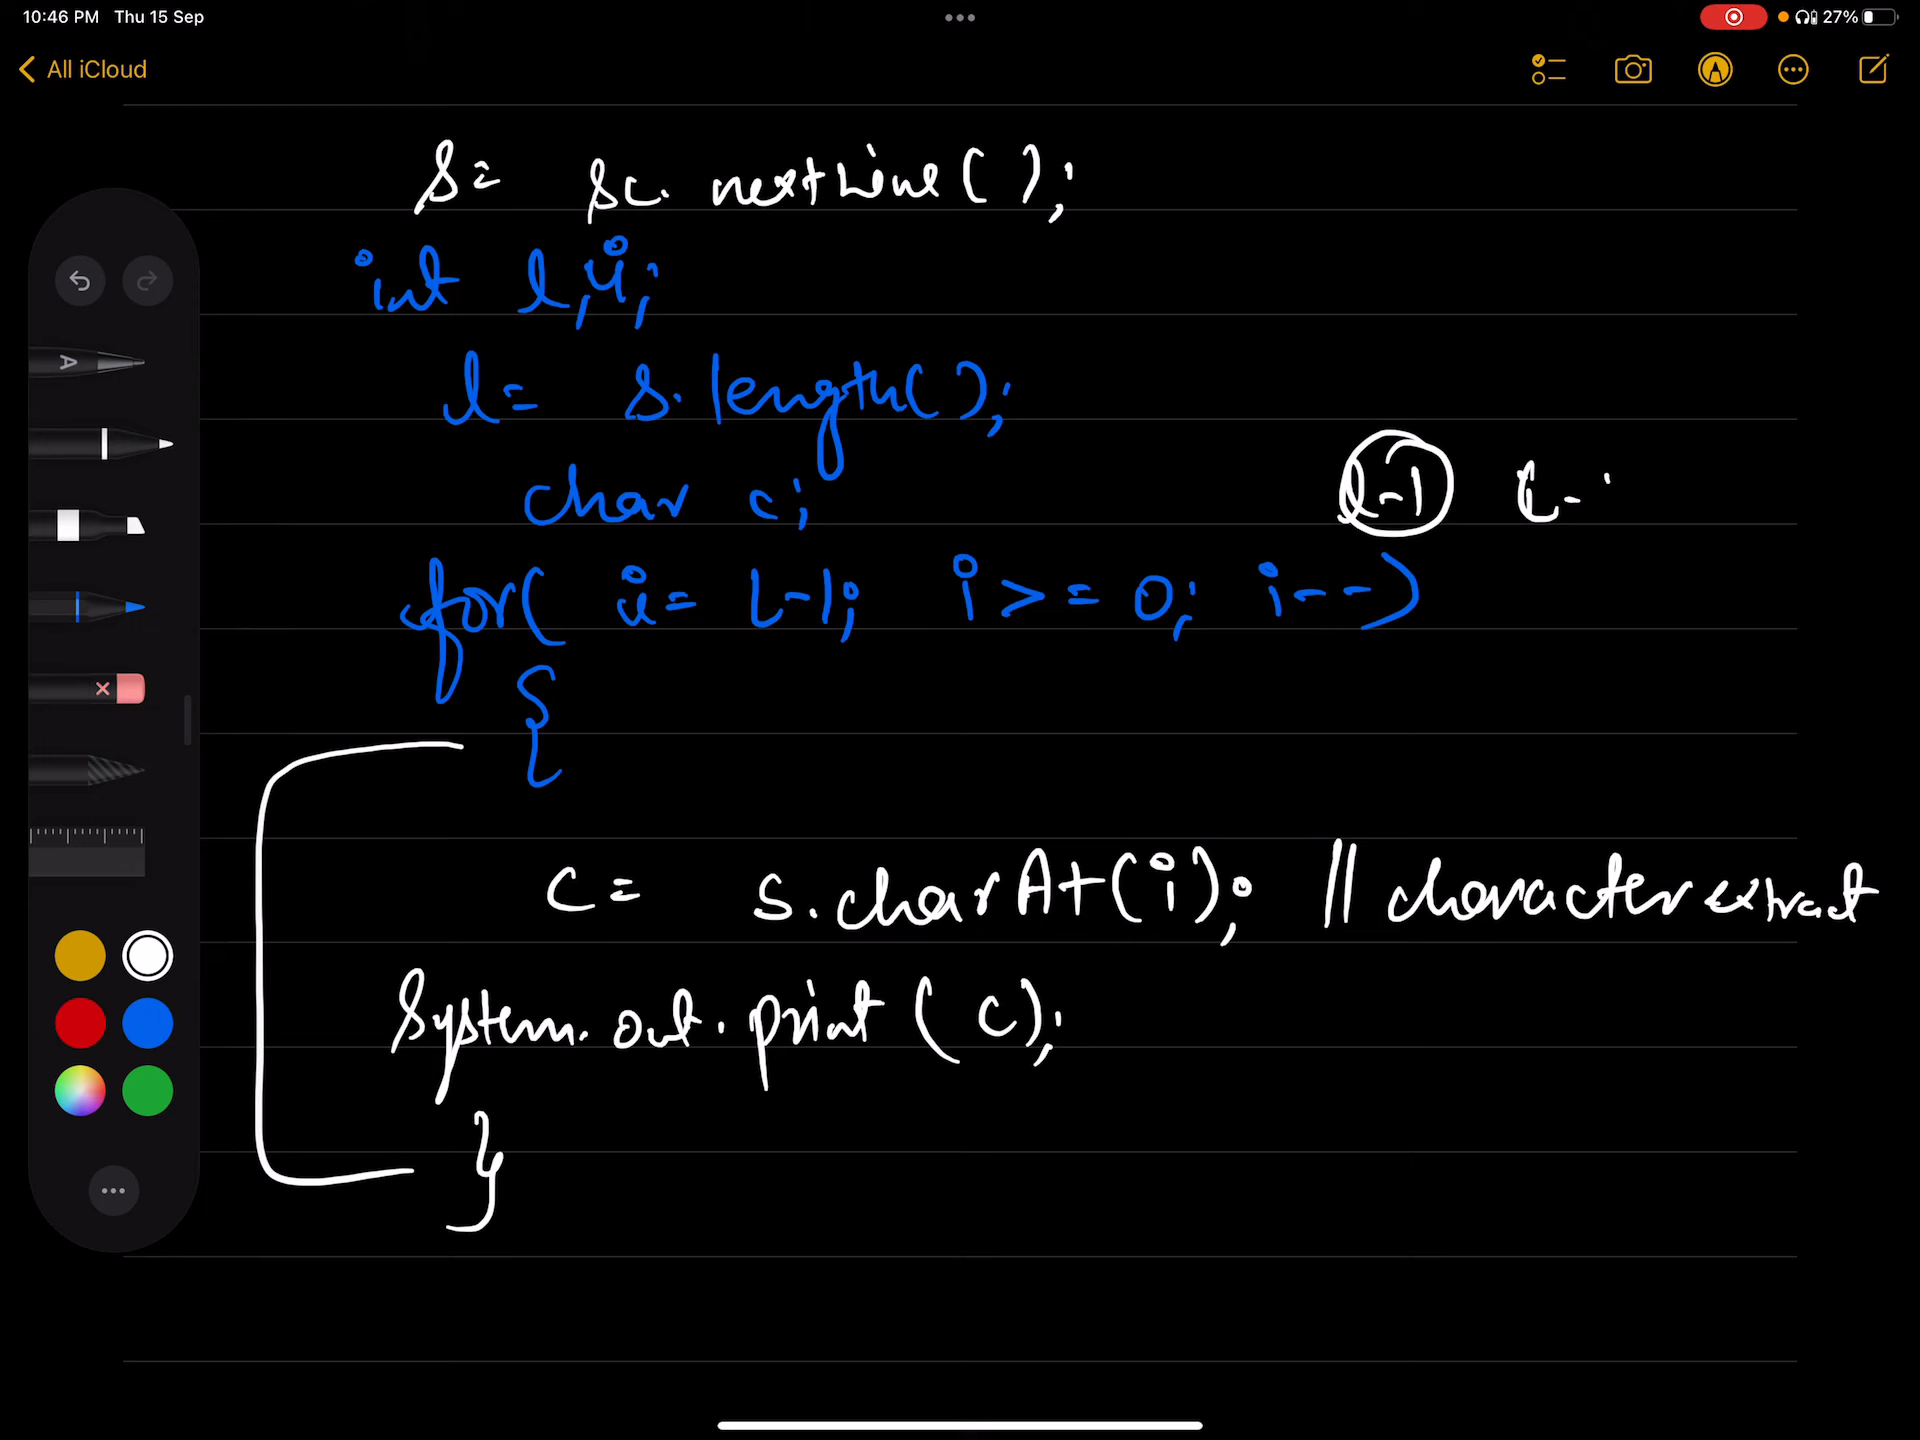 10:46 PM Thu 15 Sep
27%
All iCloud
S= sc. nextLine( );
int l,i;
l= s. length( );
char c;
l-1
for( i= l-1; i>=0; i--)
{
c= s.charAt(i); // character extract
System. out. print ( c);
}
A